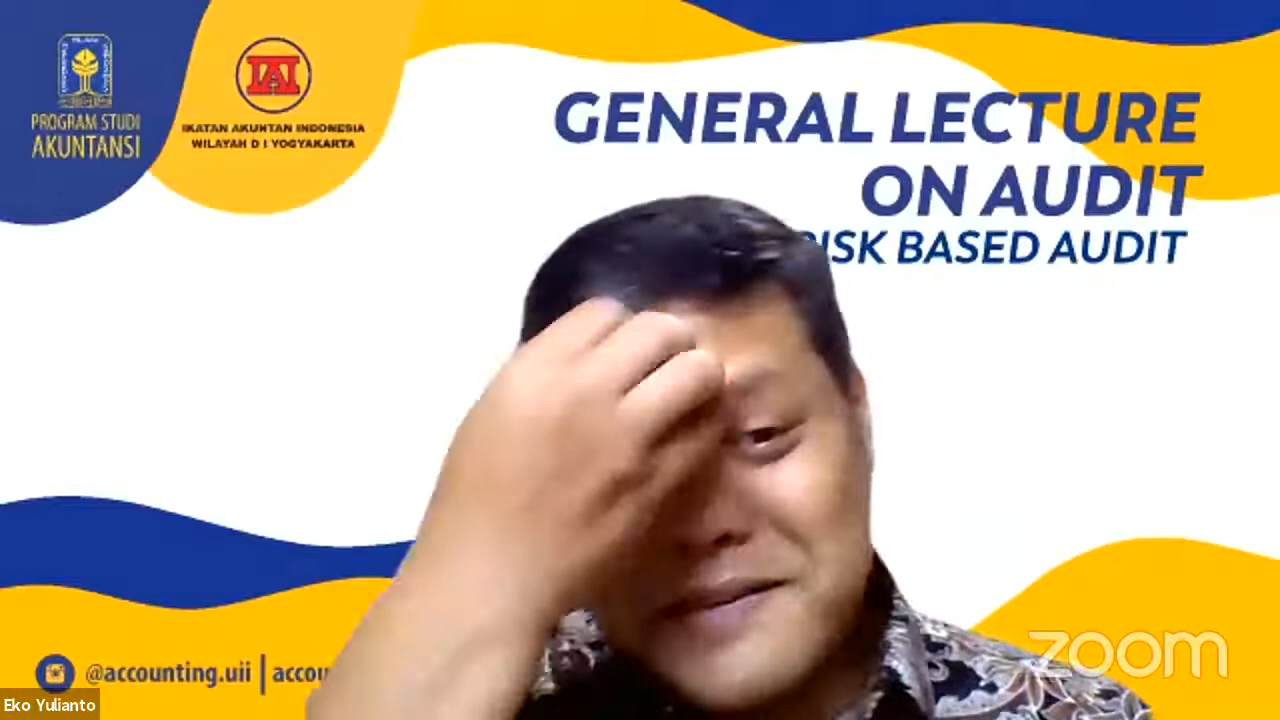 PROGRAM STUDI
AKUNTANSI
IAI
IKATAN AKUNTAN INDONESIA
WILAYAH D I YOGYAKARTA
GENERAL LECTURE
ON AUDIT
RISK BASED AUDIT
@accounting.uii | accou
zoom
Eko Yulianto